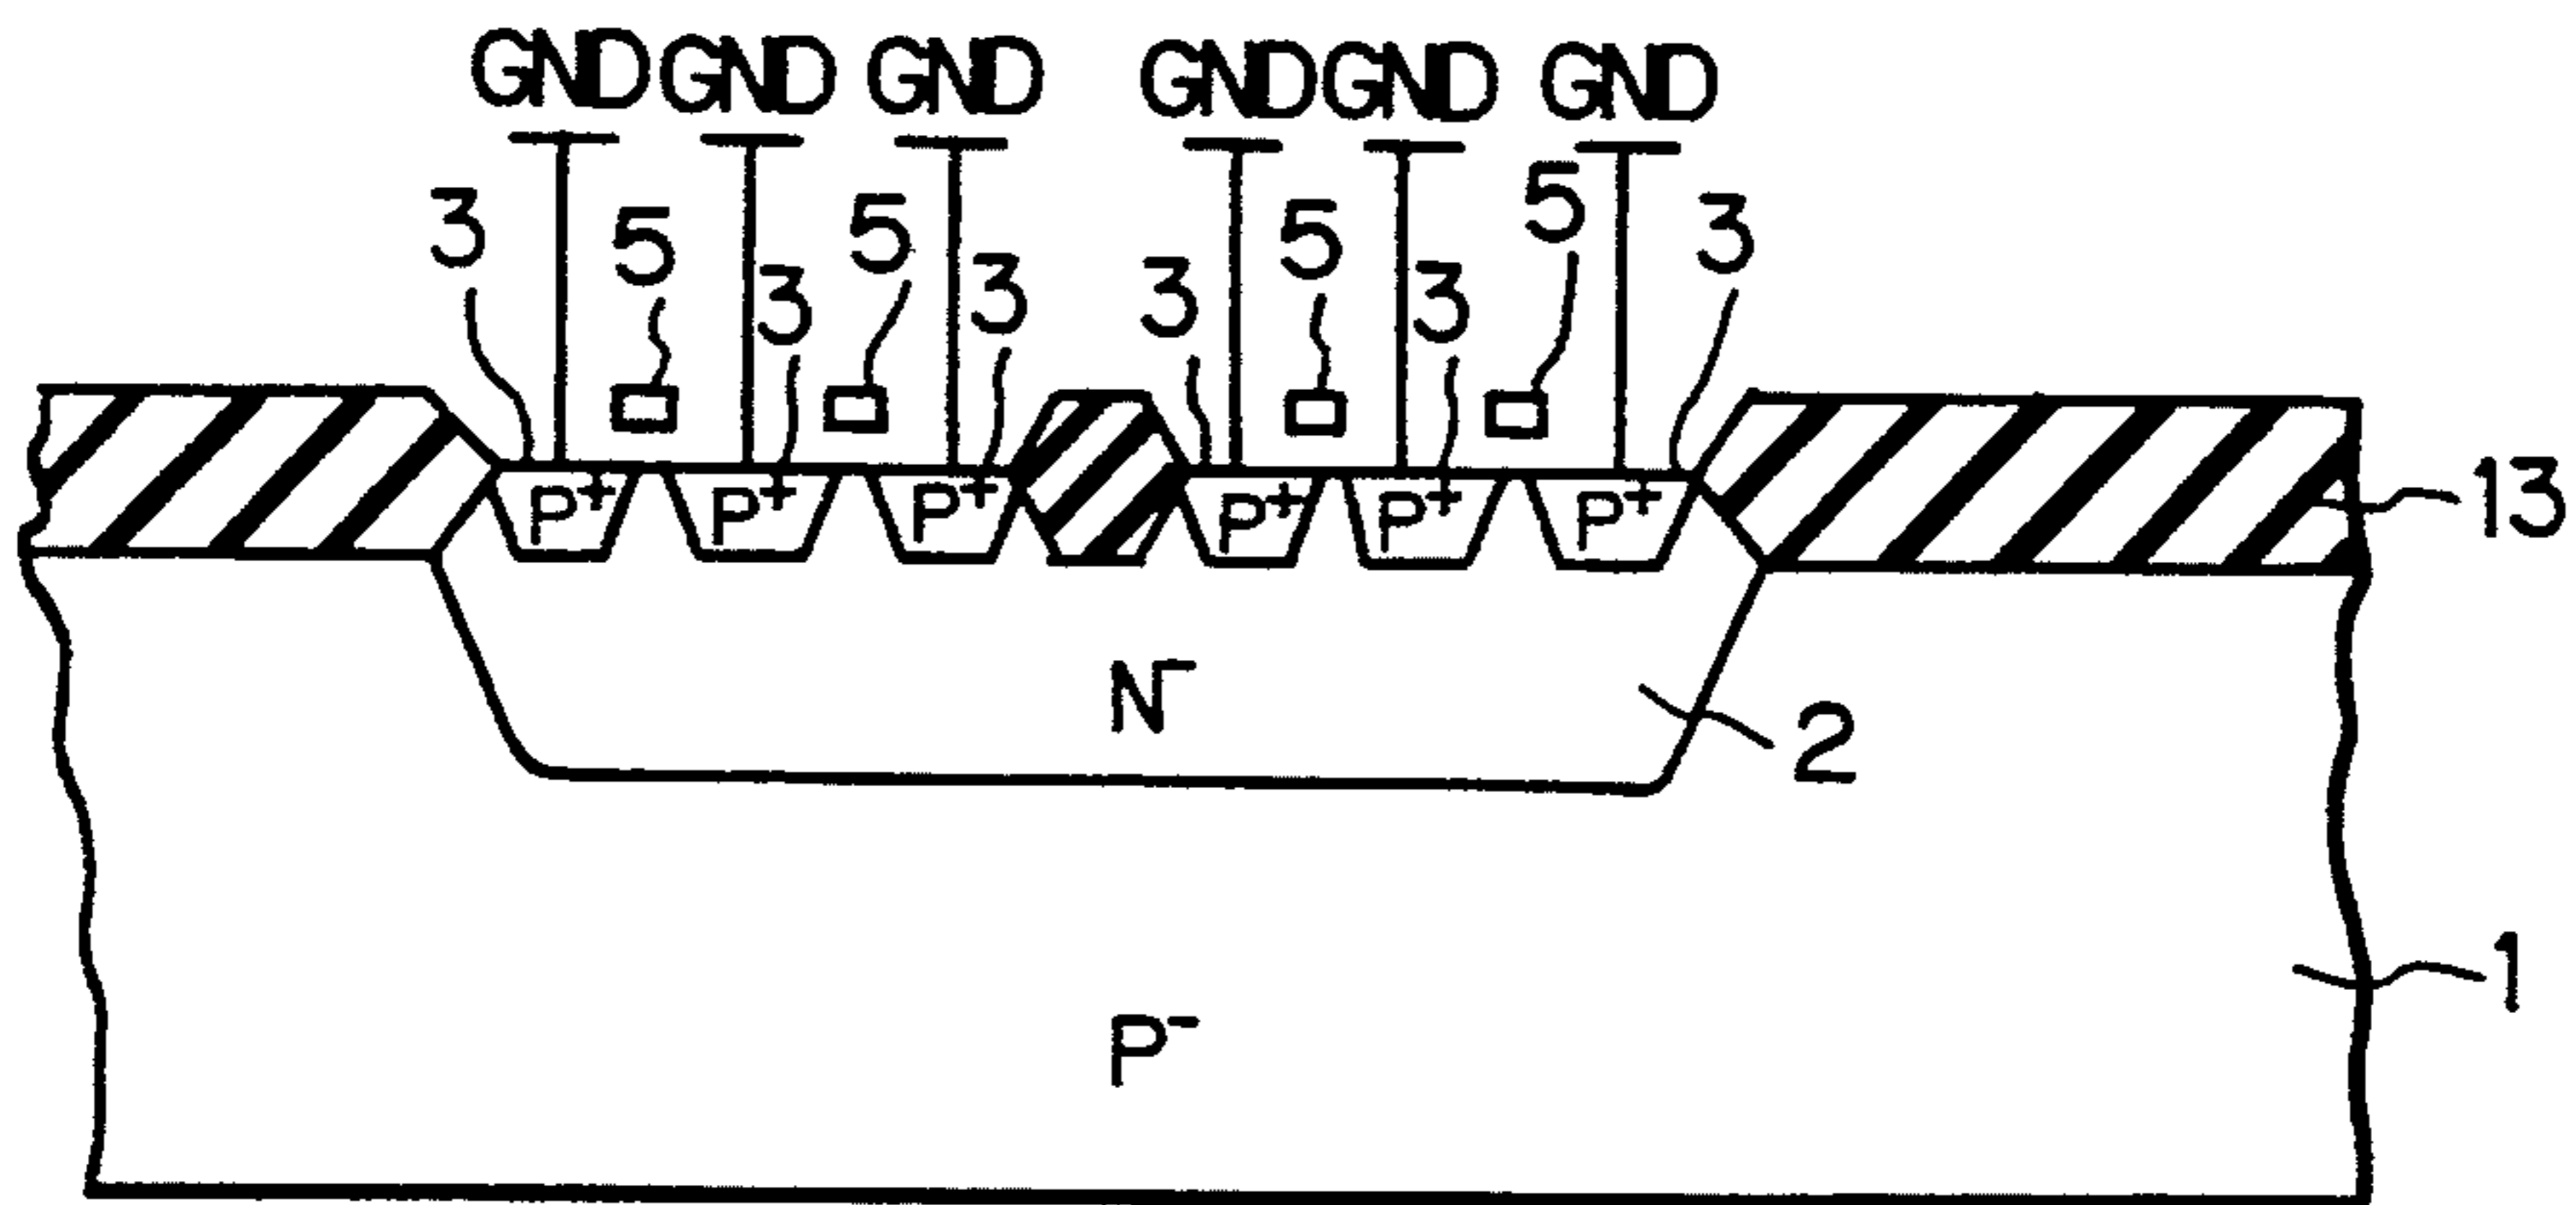 GND GND GND GND GND GND
3 5 3 5 3 3 5 3 5 3
P+ P+ P+ P+ P+ P+
13
N-
2
1
P-